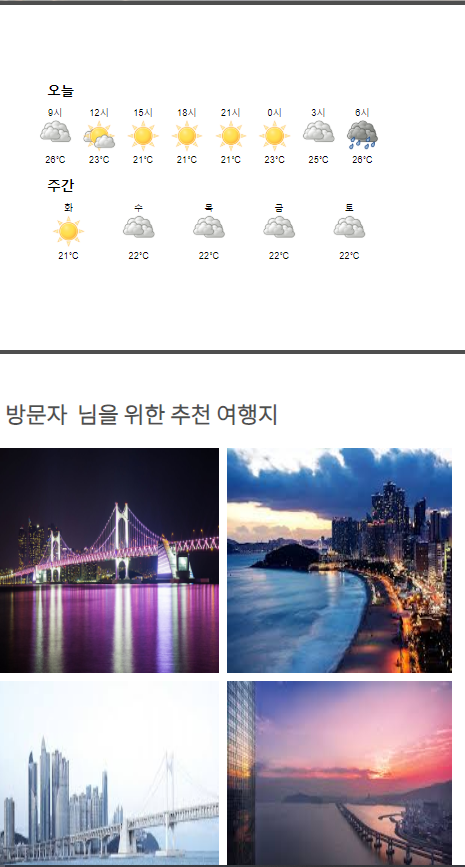 오늘
9시 12시 15시 18시 21시 0시 3시 6시
26°C 23°C 21°C 21°C 21°C 23°C 25°C 26°C
주간
화 수 목 금 토
21°C 22°C 22°C 22°C 22°C
방문자 님을 위한 추천 여행지